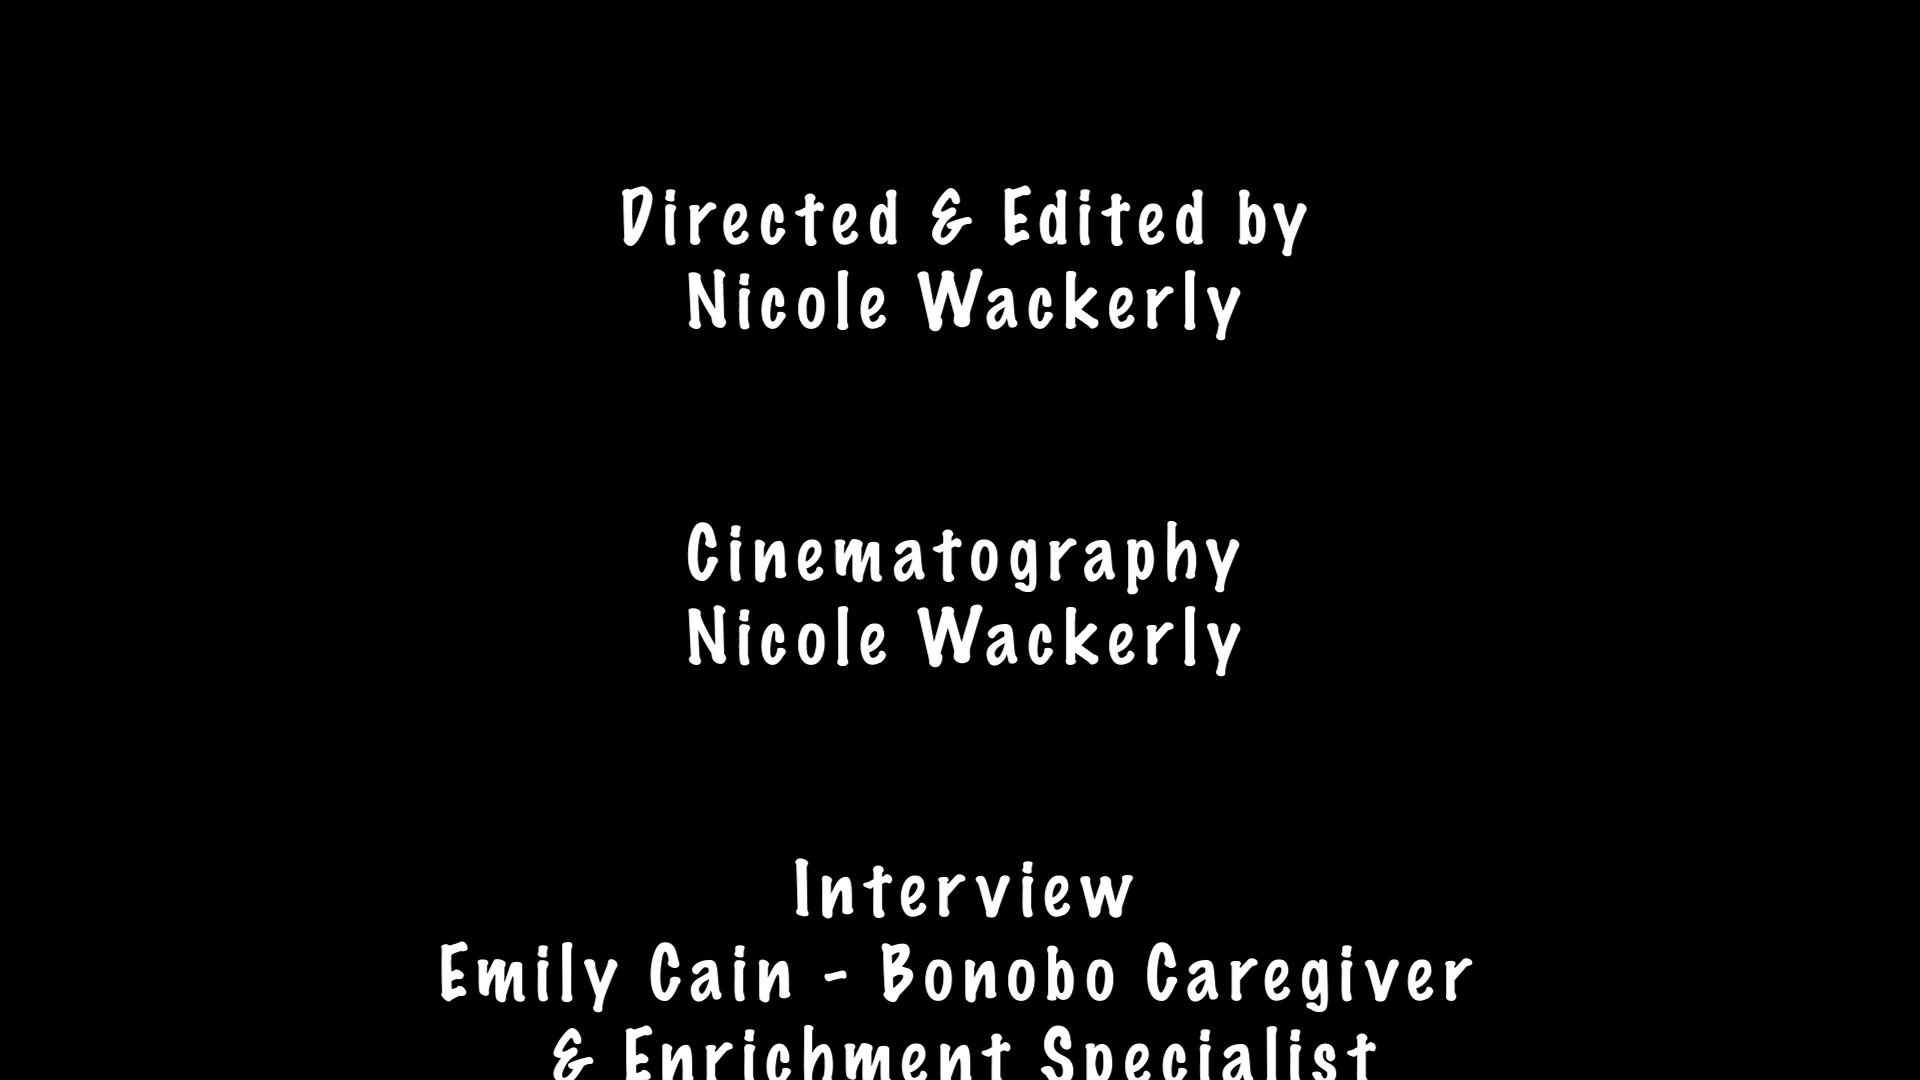 Directed & Edited by
Nicole Wackerly
Cinematography
Nicole Wackerly
Interview
Emily Cain - Bonobo Caregiver
& Enrichment Specialist